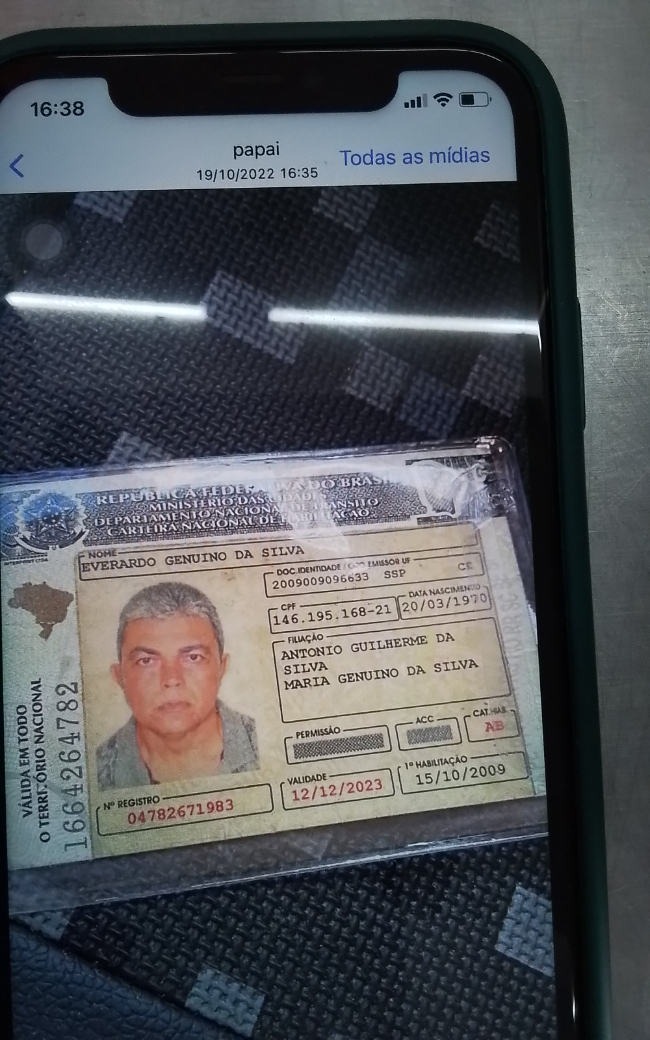 16:38
papai
19/10/2022 16:35
Todas as mídias
REPÚBLICA FEDERATIVA DO BRASIL
MINISTÉRIO DAS CIDADES
DEPARTAMENTO NACIONAL DE TRÂNSITO
CARTEIRA NACIONAL DE HABILITAÇÃO
NOME
EVERARDO GENUINO DA SILVA
DOC. IDENTIDADE / EMISSOR UF
2009009096633 SSP CE
CPF
146.195.168-21
DATA NASCIMENTO
20/03/1970
FILIAÇÃO
ANTONIO GUILHERME DA
SILVA
MARIA GENUINO DA SILVA
PERMISSÃO
ACC
CAT. HAB.
AB
Nº REGISTRO
04782671983
VALIDADE
12/12/2023
1ª HABILITAÇÃO
15/10/2009
VÁLIDA EM TODO
O TERRITÓRIO NACIONAL
1664264782